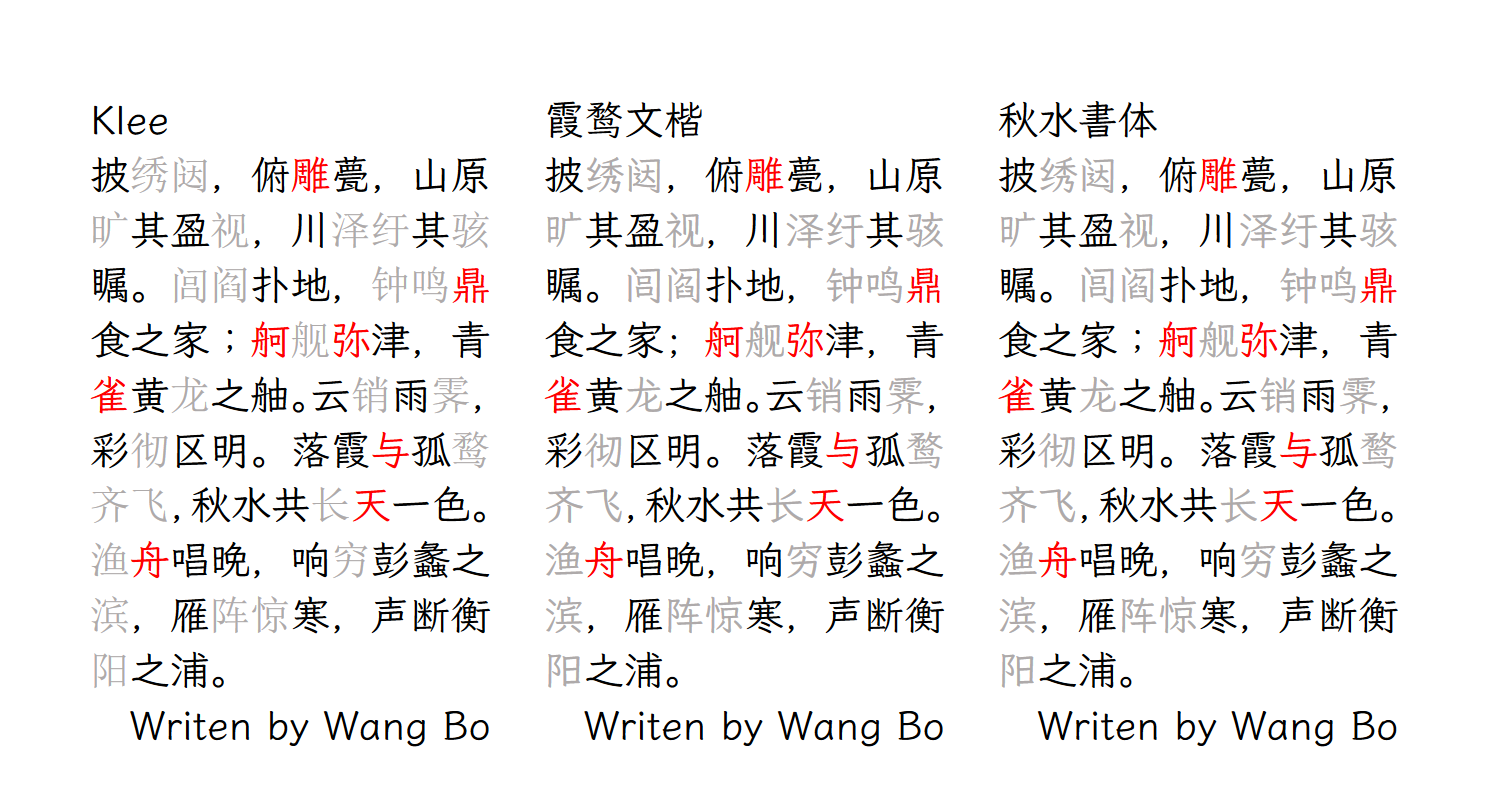 Klee
披绣闼，俯雕甍，山原
旷其盈视，川泽纡其骇
瞩。闾阎扑地，钟鸣鼎
食之家；舸舰弥津，青
雀黄龙之舳。云销雨霁，
彩彻区明。落霞与孤鹜
齐飞，秋水共长天一色。
渔舟唱晚，响穷彭蠡之
滨，雁阵惊寒，声断衡
阳之浦。
Writen by Wang Bo
霞鹜文楷
披绣闼，俯雕甍，山原
旷其盈视，川泽纡其骇
瞩。闾阎扑地，钟鸣鼎
食之家；舸舰弥津，青
雀黄龙之舳。云销雨霁，
彩彻区明。落霞与孤鹜
齐飞，秋水共长天一色。
渔舟唱晚，响穷彭蠡之
滨，雁阵惊寒，声断衡
阳之浦。
Writen by Wang Bo
秋水書体
披绣闼，俯雕甍，山原
旷其盈视，川泽纡其骇
瞩。闾阎扑地，钟鸣鼎
食之家；舸舰弥津，青
雀黄龙之舳。云销雨霁，
彩彻区明。落霞与孤鹜
齐飞，秋水共长天一色。
渔舟唱晚，响穷彭蠡之
滨，雁阵惊寒，声断衡
阳之浦。
Writen by Wang Bo